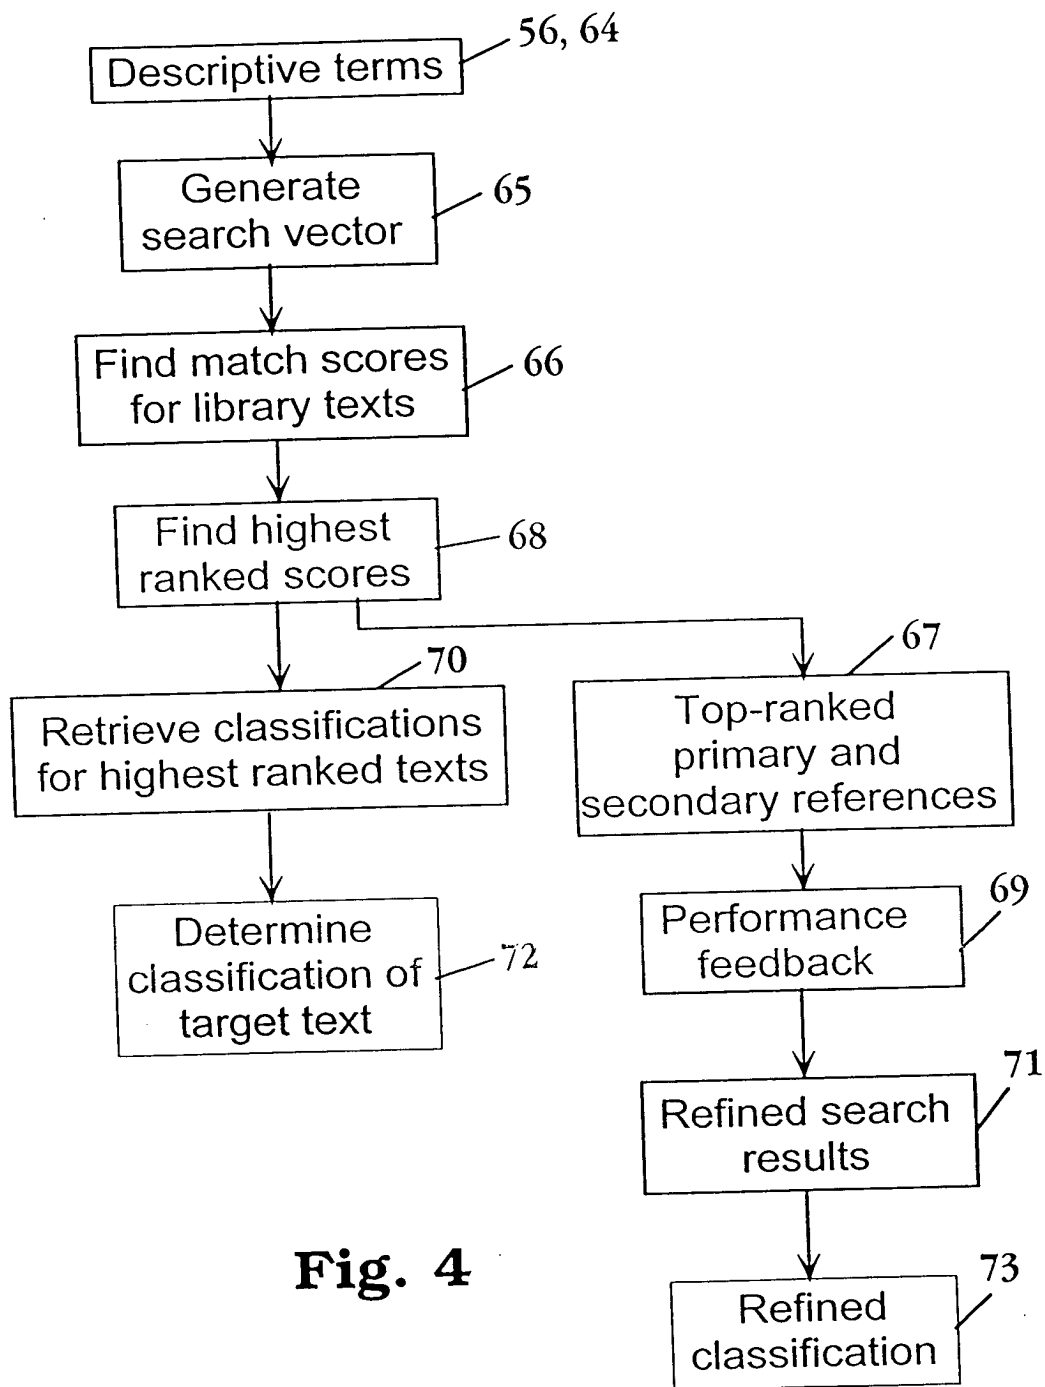 56, 64
Descriptive terms
Generate
search vector
65
Find match scores
for library texts
66
Find highest
ranked scores
68
70
Retrieve classifications
for highest ranked texts
Determine
classification of
target text
72
67
Top-ranked
primary and
secondary references
69
Performance
feedback
71
Refined search
results
73
Refined
classification
Fig. 4